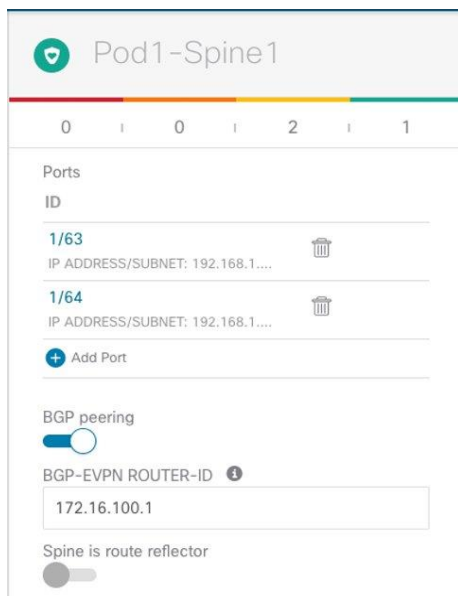 Pod1-Spine1
0 0 2 1
Ports
ID
1/63
IP ADDRESS/SUBNET: 192.168.1....
1/64
IP ADDRESS/SUBNET: 192.168.1....
Add Port
BGP peering
BGP-EVPN ROUTER-ID
172.16.100.1
Spine is route reflector